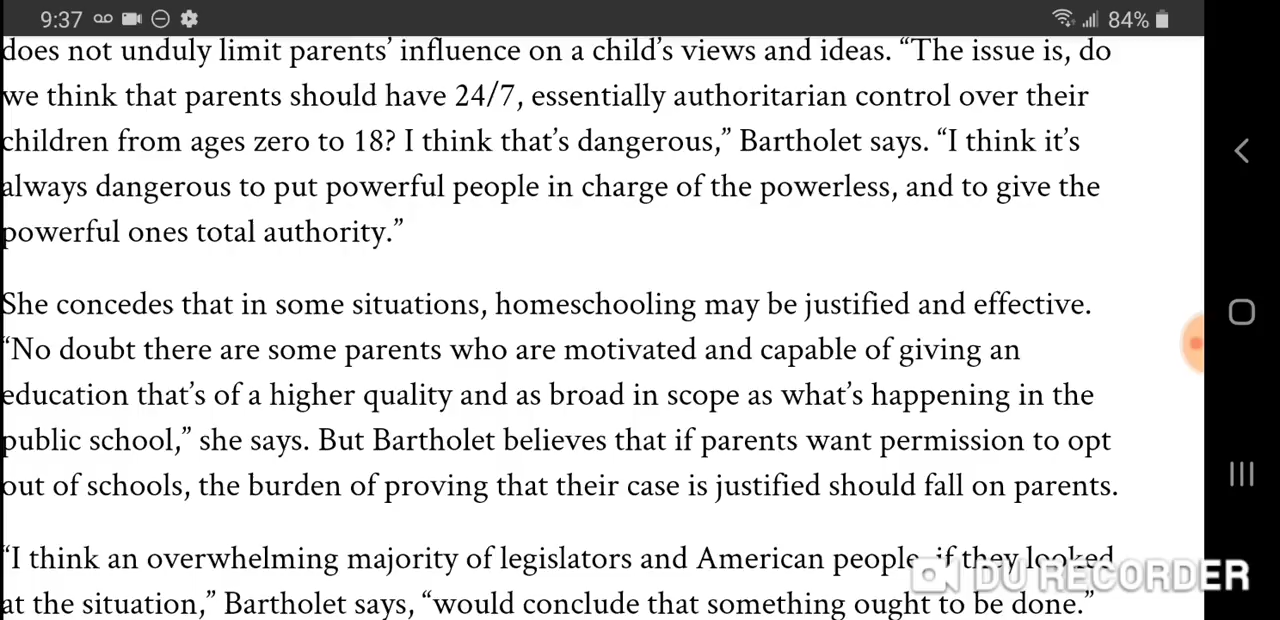 9:37
84%
does not unduly limit parents’ influence on a child’s views and ideas. “The issue is, do
we think that parents should have 24/7, essentially authoritarian control over their
children from ages zero to 18? I think that’s dangerous,” Bartholet says. “I think it’s
always dangerous to put powerful people in charge of the powerless, and to give the
powerful ones total authority.”
She concedes that in some situations, homeschooling may be justified and effective.
“No doubt there are some parents who are motivated and capable of giving an
education that’s of a higher quality and as broad in scope as what’s happening in the
public school,” she says. But Bartholet believes that if parents want permission to opt
out of schools, the burden of proving that their case is justified should fall on parents.
“I think an overwhelming majority of legislators and American people, if they looked
at the situation,” Bartholet says, “would conclude that something ought to be done.”
DU RECORDER